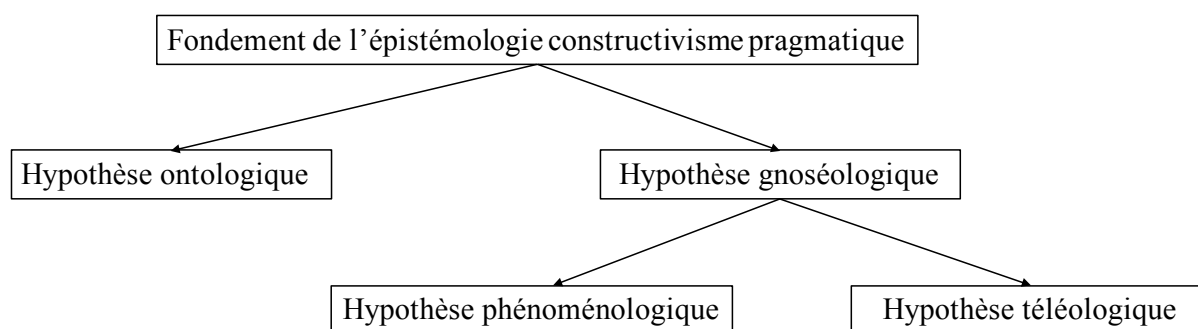 Fondement de l’épistémologie constructivisme pragmatique
Hypothèse ontologique
Hypothèse gnoséologique
Hypothèse phénoménologique
Hypothèse téléologique